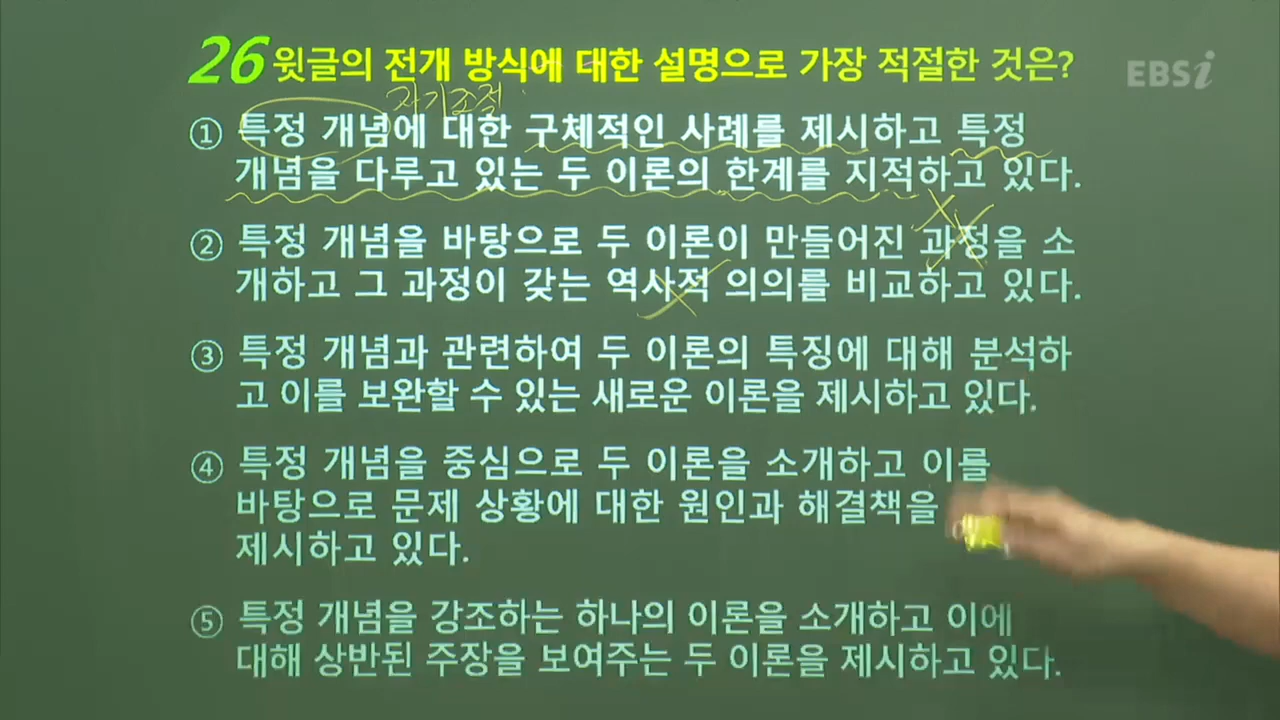 26 윗글의 전개 방식에 대한 설명으로 가장 적절한 것은?
EBSi
자기조절
① 특정 개념에 대한 구체적인 사례를 제시하고 특정
개념을 다루고 있는 두 이론의 한계를 지적하고 있다.
② 특정 개념을 바탕으로 두 이론이 만들어진 과정을 소
개하고 그 과정이 갖는 역사적 의의를 비교하고 있다.
③ 특정 개념과 관련하여 두 이론의 특징에 대해 분석하
고 이를 보완할 수 있는 새로운 이론을 제시하고 있다.
④ 특정 개념을 중심으로 두 이론을 소개하고 이를
바탕으로 문제 상황에 대한 원인과 해결책을
제시하고 있다.
⑤ 특정 개념을 강조하는 하나의 이론을 소개하고 이에
대해 상반된 주장을 보여주는 두 이론을 제시하고 있다.